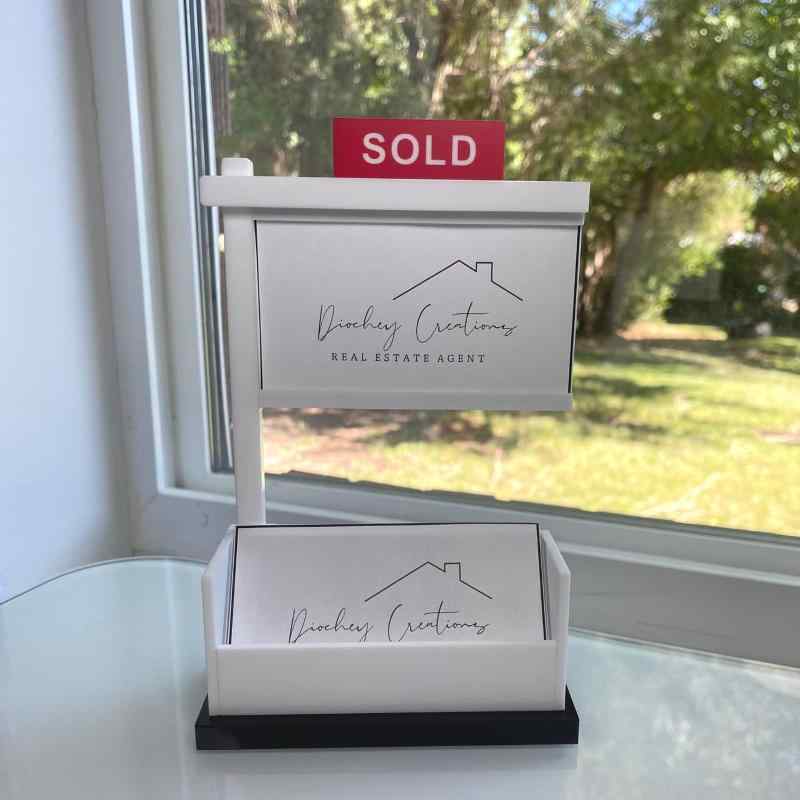 SOLD
Diochey Creations
REAL ESTATE AGENT
Diochey Creations